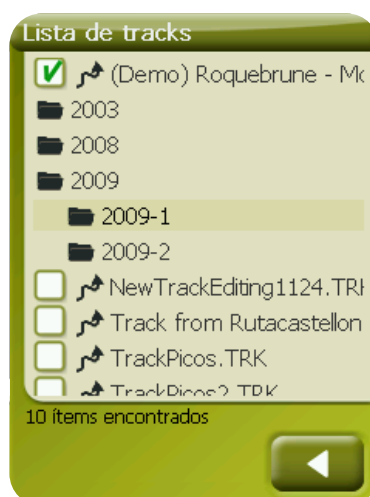 Lista de tracks
(Demo) Roquebrune - Mc
2003
2008
2009
2009-1
2009-2
NewTrackEditing1124.TRK
Track from Rutacastellon
TrackPicos.TRK
TrackPicos2.TRK
10 ítems encontrados